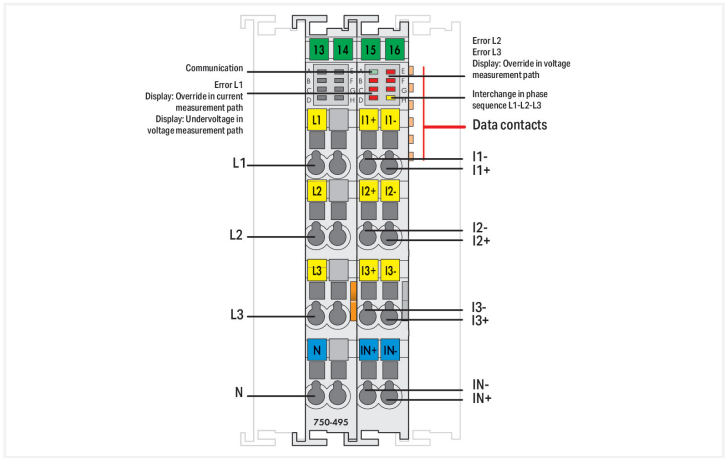 13 14 15 16
Communication
Error L1
Display: Override in current
measurement path
Display: Undervoltage in
voltage measurement path
Error L2
Error L3
Display: Override in voltage
measurement path
Interchange in phase
sequence L1-L2-L3
Data contacts
A E A E
B F B F
C G C G
D H D H
L1 I1+ I1-
L1
I1-
I1+
L2 I2+ I2-
L2
I2-
I2+
L3 I3+ I3-
L3
I3-
I3+
N IN+ IN-
N
IN-
IN+
750-495